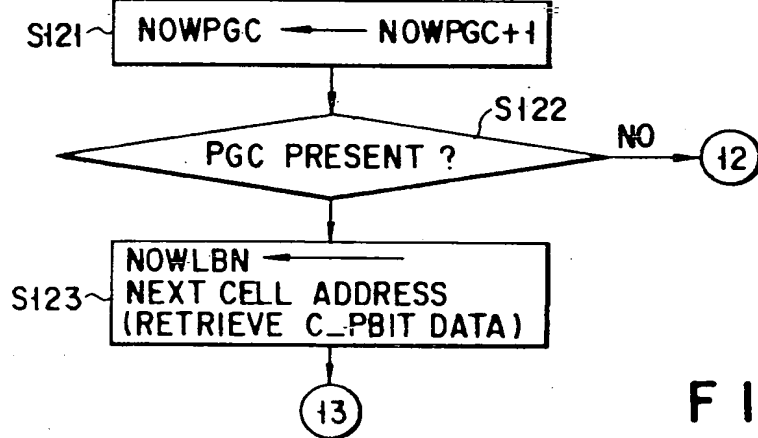 S121
NOWPGC ← NOWPGC+1
S122
PGC PRESENT ?
NO
12
S123
NOWLBN ←
NEXT CELL ADDRESS
(RETRIEVE C_PBIT DATA)
13
F I